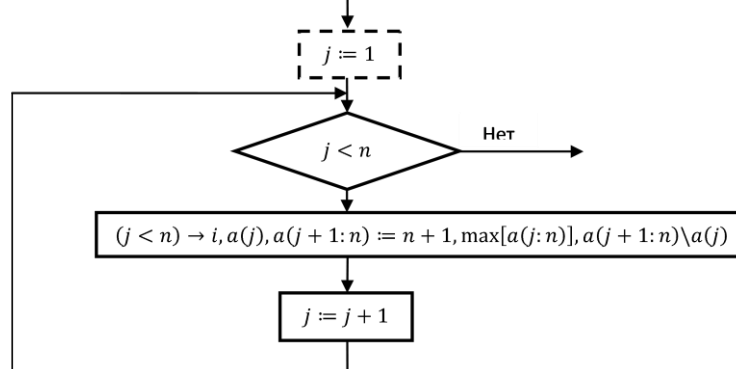 j ≔ 1
j < n
Нет
(j < n) → i, a(j), a(j + 1: n) ≔ n + 1, max[a(j: n)], a(j + 1: n)\a(j)
j ≔ j + 1